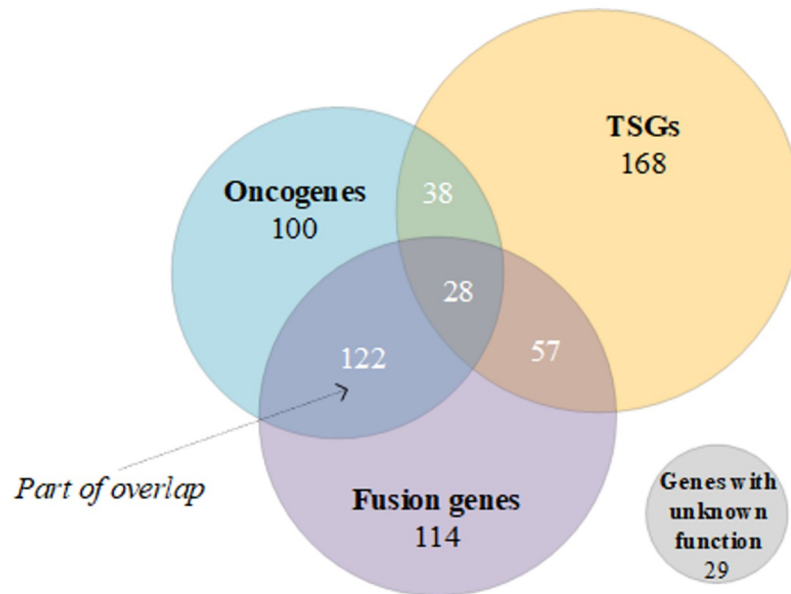 TSGs
168
Oncogenes
100
38
28
122
57
Part of overlap
Fusion genes
114
Genes with
unknown
function
29